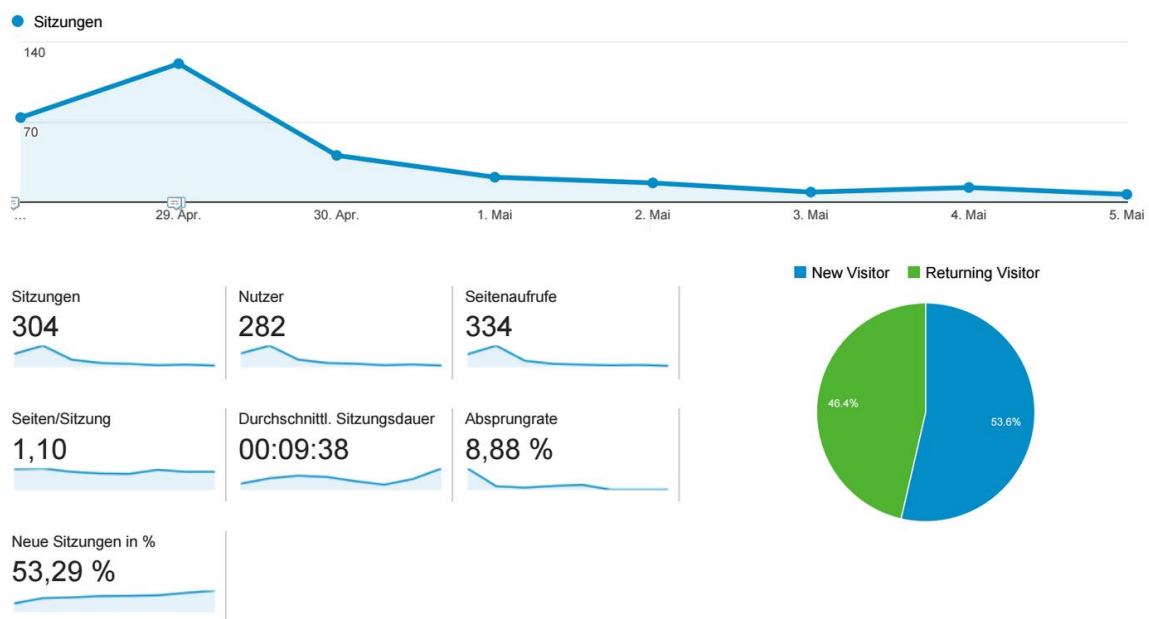 Sitzungen
140
70
...
29. Apr.
30. Apr.
1. Mai
2. Mai
3. Mai
4. Mai
5. Mai
New Visitor
Returning Visitor
Sitzungen
304
Nutzer
282
Seitenaufrufe
334
Seiten/Sitzung
1,10
Durchschnittl. Sitzungsdauer
00:09:38
Absprungrate
8,88 %
Neue Sitzungen in %
53,29 %
46.4%
53.6%